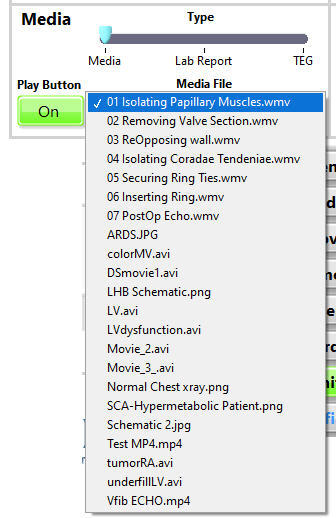 Media
Type
Media
Lab Report
TEG
Play Button
Media File
On
✓ 01 Isolating Papillary Muscles.wmv
02 Removing Valve Section.wmv
03 ReOpposing wall.wmv
04 Isolating Coradae Tendeniae.wmv
05 Securing Ring Ties.wmv
06 Inserting Ring.wmv
07 PostOp Echo.wmv
ARDS.JPG
colorMV.avi
DSmovie1.avi
LHB Schematic.png
LV.avi
LVdysfunction.avi
Movie_2.avi
Movie_3_.avi
Normal Chest xray.png
SCA-Hypermetabolic Patient.png
Schematic 2.jpg
Test MP4.mp4
tumorRA.avi
underfillLV.avi
Vfib ECHO.mp4